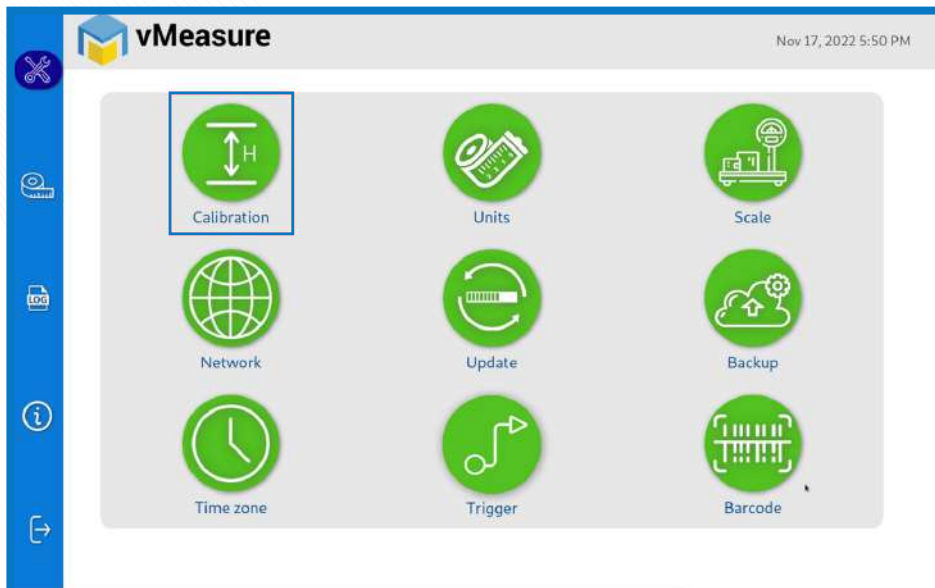 vMeasure
Nov 17, 2022 5:50 PM
H
Calibration
Units
Scale
LOG
Network
Update
Backup
i
Time zone
Trigger
Barcode